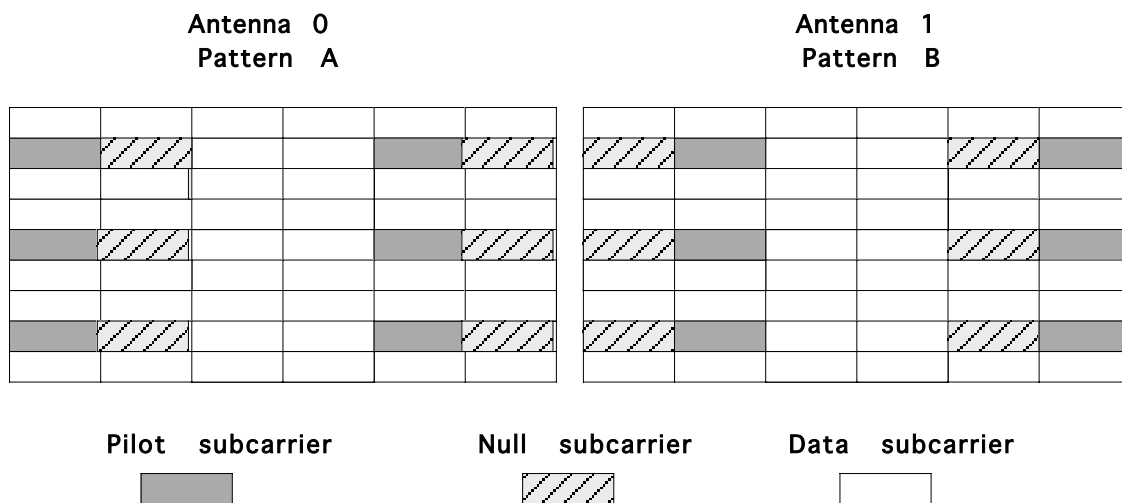 Antenna 0
Pattern A
Antenna 1
Pattern B
Pilot subcarrier
Null subcarrier
Data subcarrier